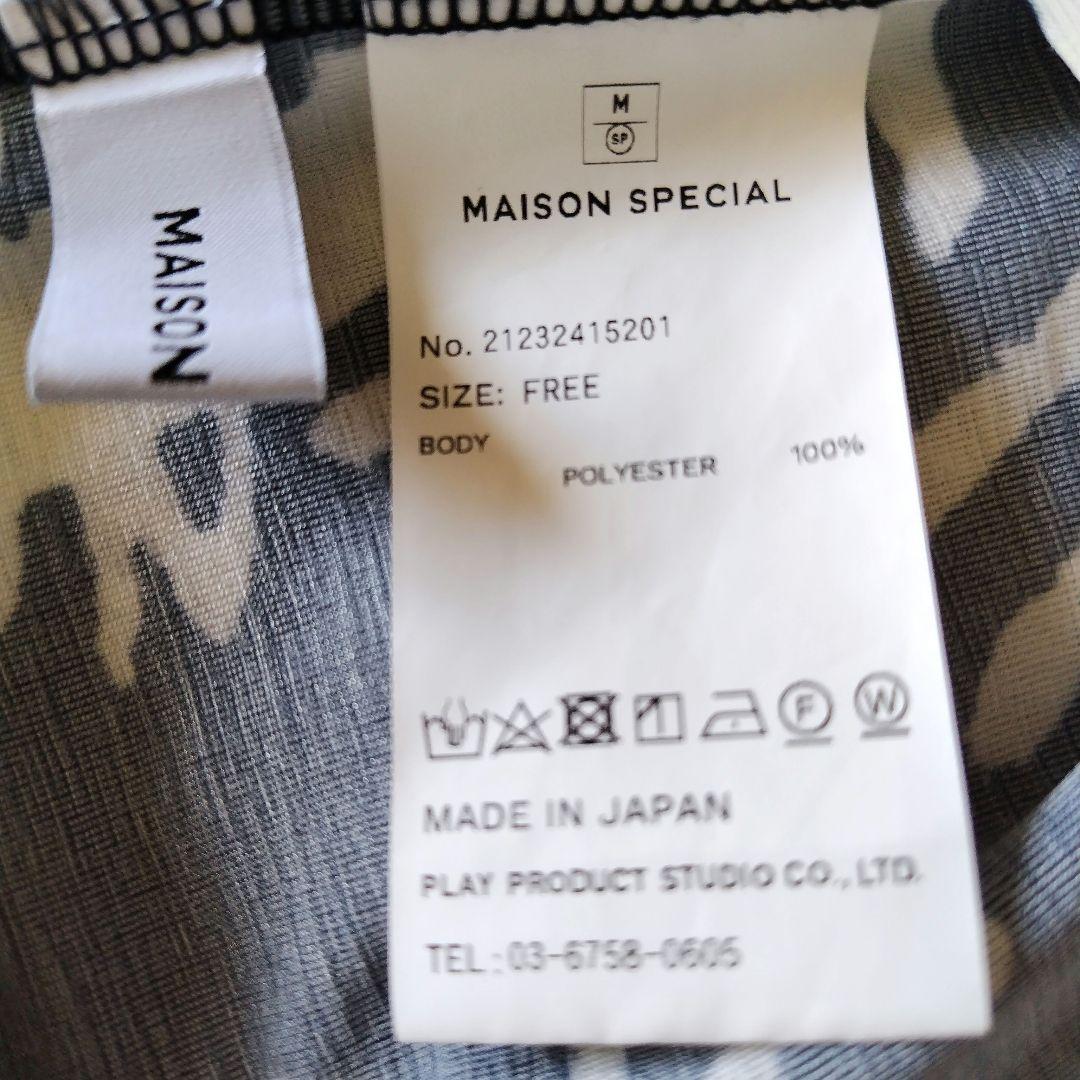 MAISON
M
SP
MAISON SPECIAL
No. 21232415201
SIZE: FREE
BODY
POLYESTER 100%
F W
MADE IN JAPAN
PLAY PRODUCT STUDIO CO., LTD.
TEL:03-6758-0605